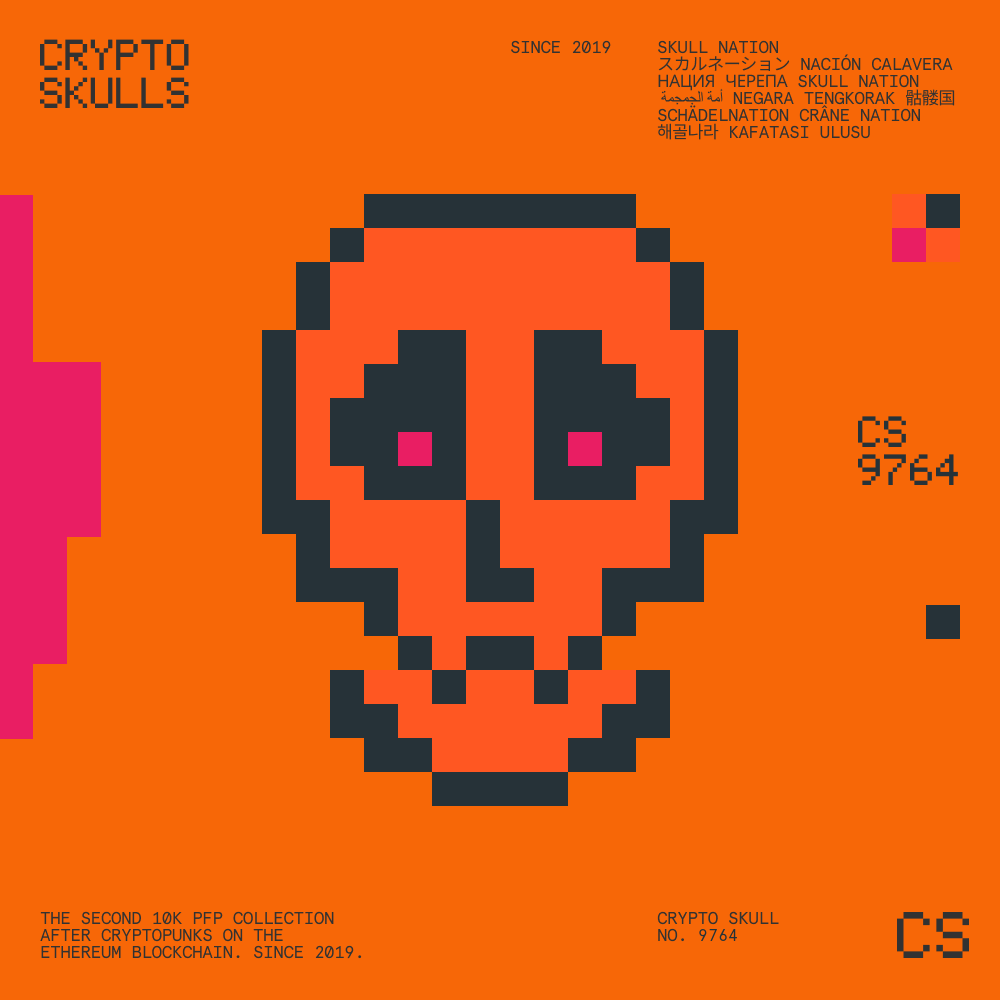 CRYPTO
SKULLS
SINCE 2019
SKULL NATION
スカルネーション NACIÓN CALAVERA
НАЦИЯ ЧЕРЕПА SKULL NATION
أمة الجمجمة NEGARA TENGKORAK 骷髅国
SCHÄDELNATION CRÂNE NATION
해골나라 KAFATASI ULUSU
CS
9764
THE SECOND 10K PFP COLLECTION
AFTER CRYPTOPUNKS ON THE
ETHEREUM BLOCKCHAIN. SINCE 2019.
CRYPTO SKULL
NO. 9764
CS